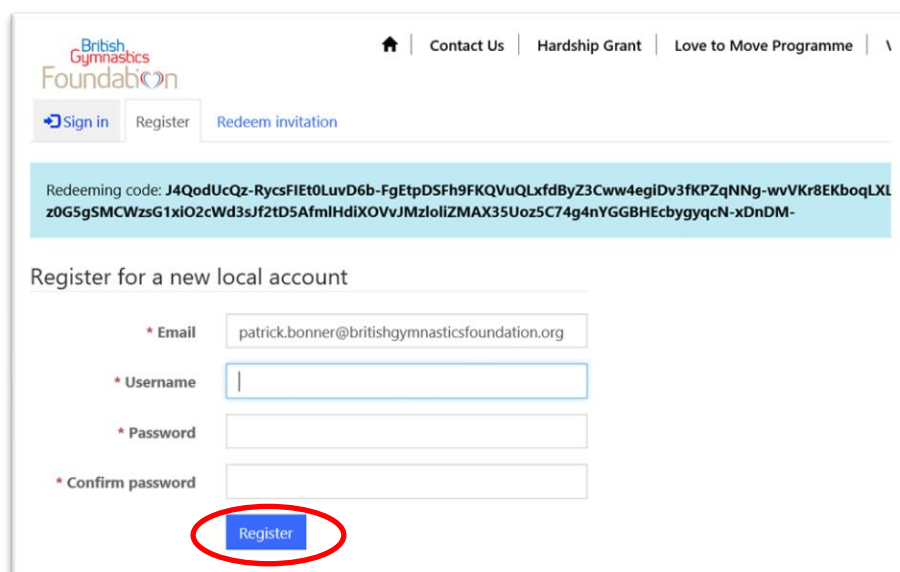 British
Gymnastics
Foundation
Contact Us
Hardship Grant
Love to Move Programme
Sign in
Register
Redeem invitation
Redeeming code: J4QodUcQz-RycsFIEt0LuvD6b-FgEtpDSFh9FKQVuQLxfdByZ3Cww4egiDv3fKPZqNNg-wvVKr8EKboqLXL
z0G5gSMCWzsG1xiO2cWd3sJf2tD5AfmlHdiXOVvJMzloliZMAX35Uoz5C74g4nYGGBHEcbygyqcN-xDnDM-
Register for a new local account
* Email
patrick.bonner@britishgymnasticsfoundation.org
* Username
* Password
* Confirm password
Register